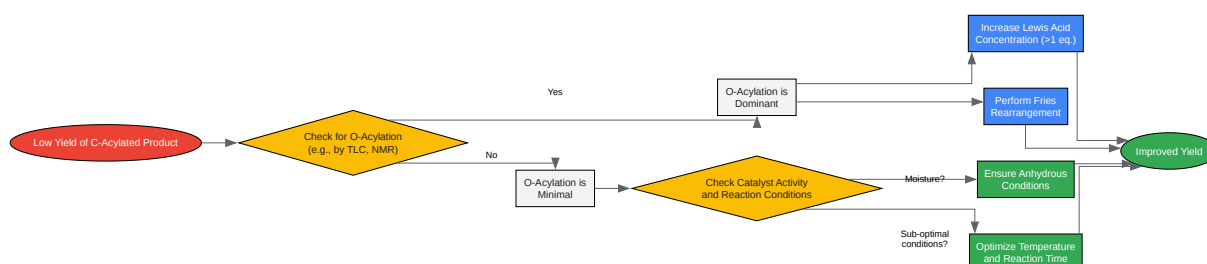 Increase Lewis Acid
Concentration (>1 eq.)
Yes
O-Acylation is
Dominant
Perform Fries
Rearrangement
Low Yield of C-Acylated Product
Check for O-Acylation
(e.g., by TLC, NMR)
Improved Yield
No
O-Acylation is
Minimal
Check Catalyst Activity
and Reaction Conditions
Moisture?
Ensure Anhydrous
Conditions
Sub-optimal
conditions?
Optimize Temperature
and Reaction Time